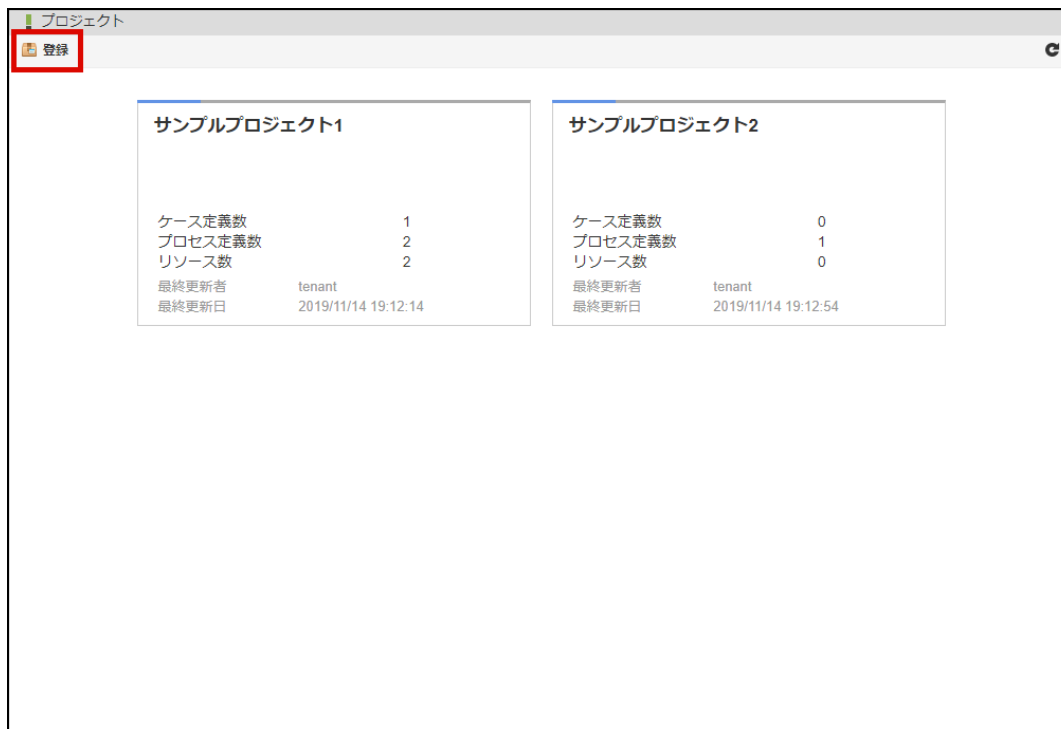 プロジェクト
登録
サンプルプロジェクト1
ケース定義数 1
プロセス定義数 2
リソース数 2
最終更新者 tenant
最終更新日 2019/11/14 19:12:14
サンプルプロジェクト2
ケース定義数 0
プロセス定義数 1
リソース数 0
最終更新者 tenant
最終更新日 2019/11/14 19:12:54